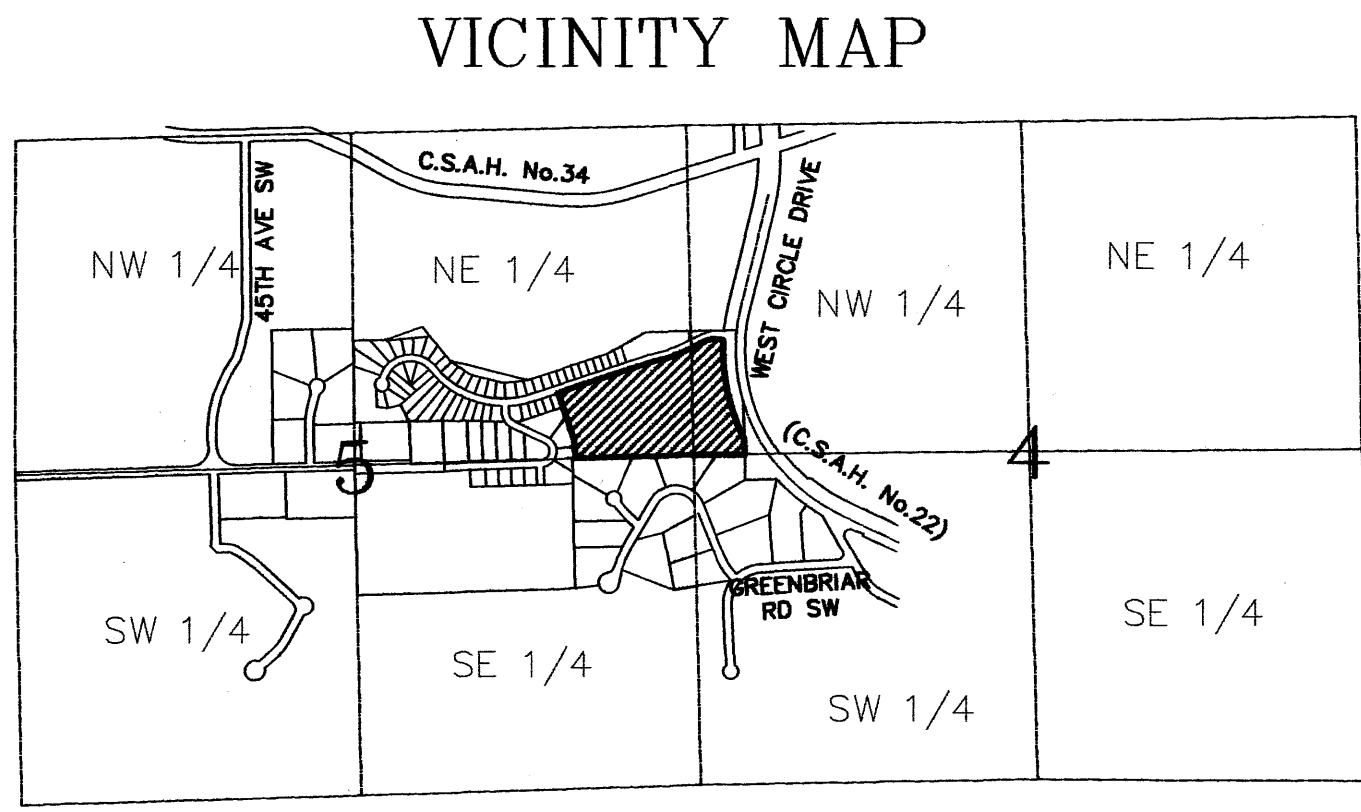 VICINITY MAP
C.S.A.H. No.34
45TH AVE SW
WEST CIRCLE DRIVE
NW 1/4
NE 1/4
NW 1/4
NE 1/4
5
4
(C.S.A.H. No.22)
GREENBRIAR
RD SW
SW 1/4
SE 1/4
SW 1/4
SE 1/4